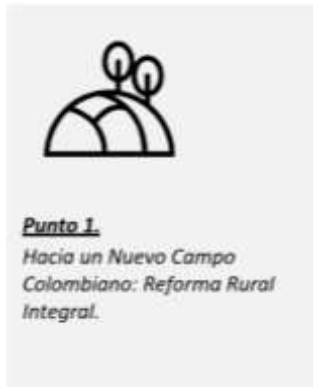 Punto 1.
Hacia un Nuevo Campo
Colombiano: Reforma Rural
Integral.